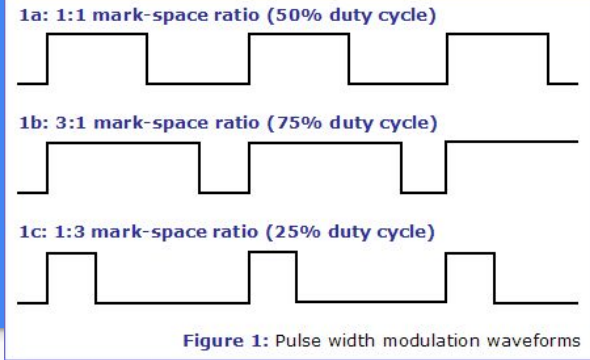 1a: 1:1 mark-space ratio (50% duty cycle)
1b: 3:1 mark-space ratio (75% duty cycle)
1c: 1:3 mark-space ratio (25% duty cycle)
Figure 1: Pulse width modulation waveforms